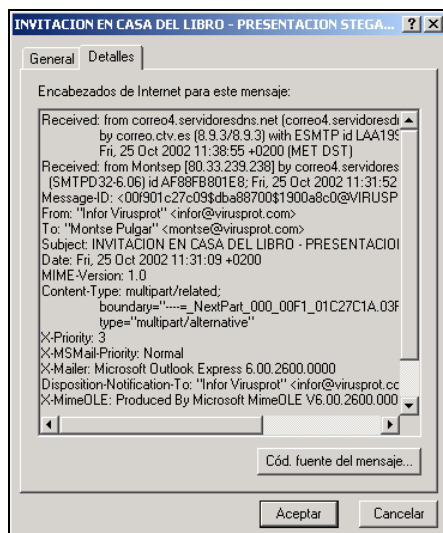 INVITACION EN CASA DEL LIBRO - PRESENTACION STEGA...
General
Detalles
Encabezados de Internet para este mensaje:
Received: from correo4.servidoresdns.net (correo4.servidoresd
by correo.ctv.es (8.9.3/8.9.3) with ESMTP id LAA199
Fri, 25 Oct 2002 11:38:55 +0200 (MET DST)
Received: from Montsep [80.33.239.238] by correo4.servidores
(SMTPD32-6.06) id AF88FB801E8; Fri, 25 Oct 2002 11:31:52
Message-ID: <00f901c27c09$dba88700$1900a8c0@VIRUSP
From: "Infor Virusprot" <infor@virusprot.com>
To: "Montse Pulgar" <montse@virusprot.com>
Subject: INVITACION EN CASA DEL LIBRO - PRESENTACIO
Date: Fri, 25 Oct 2002 11:31:09 +0200
MIME-Version: 1.0
Content-Type: multipart/related;
boundary="----=_NextPart_000_00F1_01C27C1A.03F
type="multipart/alternative"
X-Priority: 3
X-MSMail-Priority: Normal
X-Mailer: Microsoft Outlook Express 6.00.2600.0000
Disposition-Notification-To: "Infor Virusprot" <infor@virusprot.cc
X-MimeOLE: Produced By Microsoft MimeOLE V6.00.2600.000
Cód. fuente del mensaje...
Aceptar
Cancelar